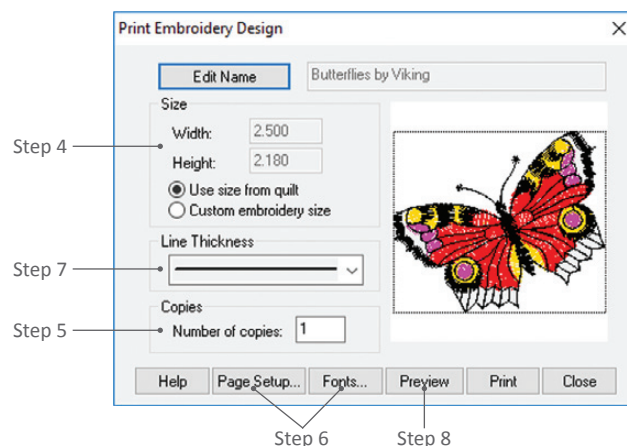 Print Embroidery Design
Edit Name Butterflies by Viking
Size
Step 4
Width: 2.500
Height: 2.180
Use size from quilt
Custom embroidery size
Line Thickness
Step 7
Copies
Step 5
Number of copies: 1
Help Page Setup... Fonts... Preview Print Close
Step 6 Step 8